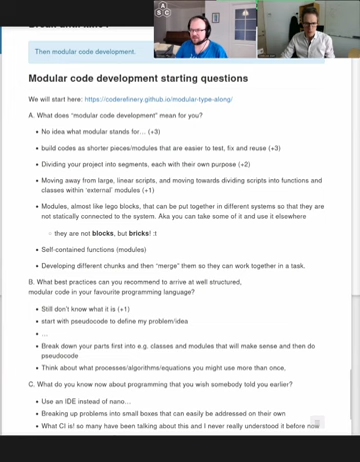 Then modular code development.
Modular code development starting questions
We will start here: https://coderefinery.github.io/modular-type-along/
A. What does "modular code development" mean for you?
• No idea what modular stands for... (+3)
• build codes as shorter pieces/modules that are easier to test, fix and reuse (+3)
• Dividing your project into segments, each with their own purpose (+2)
• Moving away from large, linear scripts, and moving towards dividing scripts into functions and
classes within 'external' modules (+1)
• Modules, almost like lego blocks, that can be put together in different systems so that they are
not statically connected to the system. Aka you can take some of it and use it elsewhere
◦ they are not blocks, but bricks! :t
• Self-contained functions (modules)
• Developing different chunks and then "merge" them so they can work together in a task.
B. What best practices can you recommend to arrive at well structured,
modular code in your favourite programming language?
• Still don't know what it is (+1)
• start with pseudocode to define my problem/idea
• ...
• Break down your parts first into e.g. classes and modules that will make sense and then do
pseudocode
• Think about what processes/algorithms/equations you might use more than once,
C. What do you know now about programming that you wish somebody told you earlier?
• Use an IDE instead of nano...
• Breaking up problems into small boxes that can easily be addressed on their own
• What CI is! so many have been talking about this and I never really understood it before now